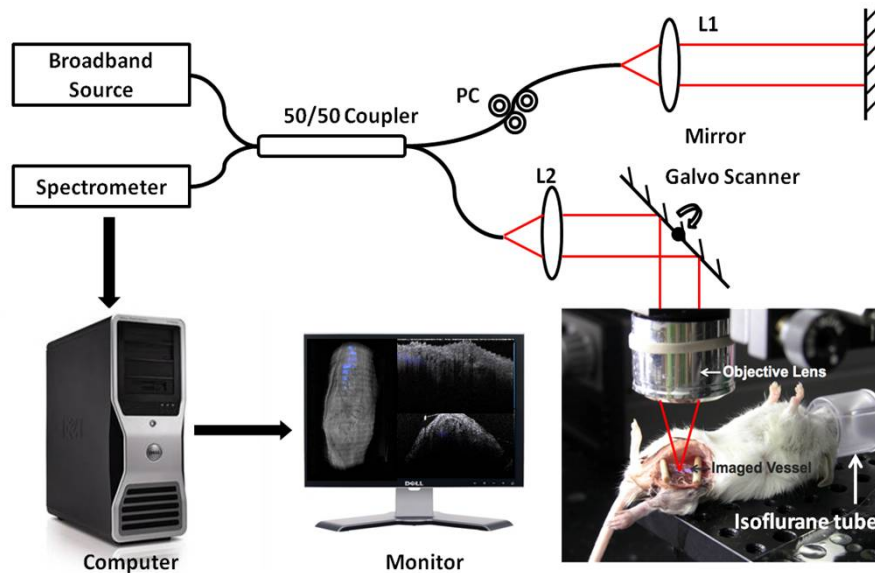 Broadband
Source
L1
PC
50/50 Coupler
Mirror
Spectrometer
L2
Galvo Scanner
Objective Lens
Imaged Vessel
Isoflurane tube
DELL
Computer
Monitor